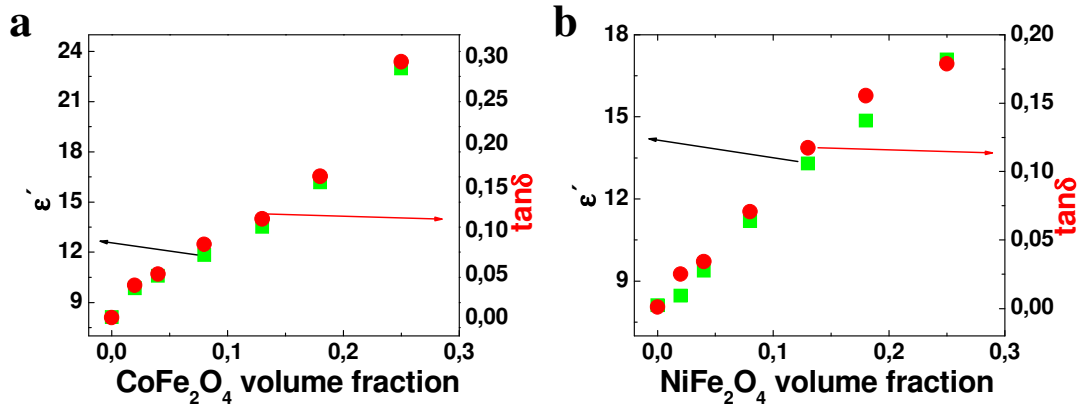 a
24
21
18
15
12
9
ε´
0,30
0,25
0,20
0,15
0,10
0,05
0,00
tanδ
0,0 0,1 0,2 0,3
CoFe₂O₄ volume fraction
b
18
15
12
9
ε´
0,20
0,15
0,10
0,05
0,00
tanδ
0,0 0,1 0,2 0,3
NiFe₂O₄ volume fraction